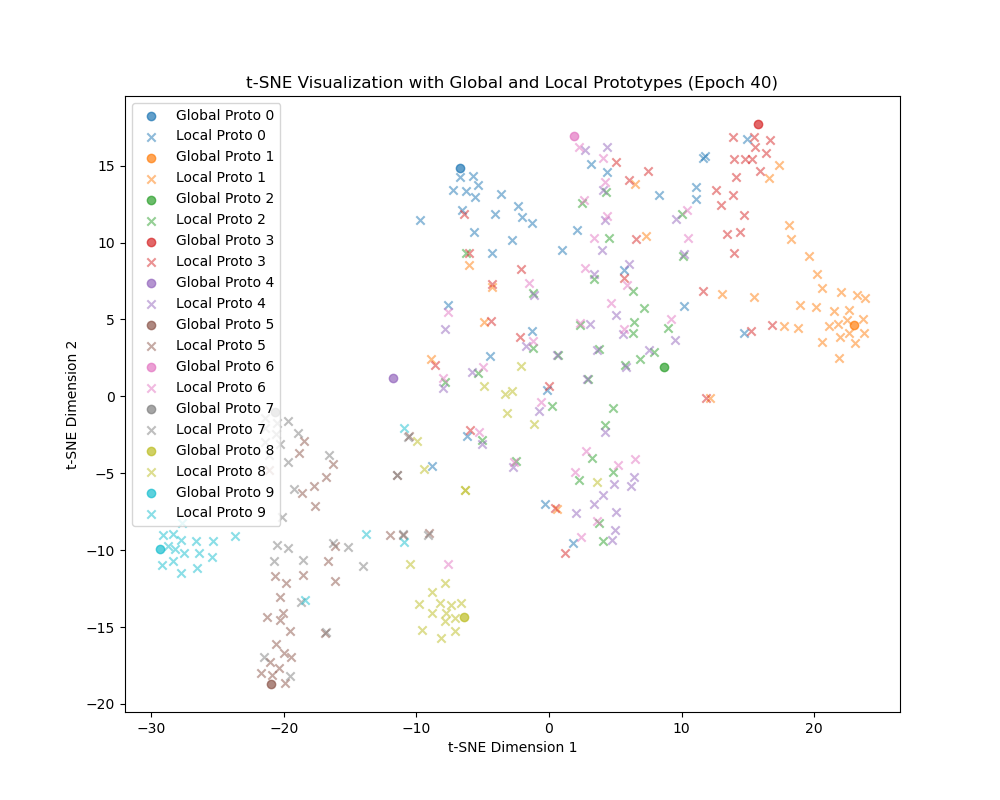 t-SNE Visualization with Global and Local Prototypes (Epoch 40)
Global Proto 0
Local Proto 0
Global Proto 1
Local Proto 1
Global Proto 2
Local Proto 2
Global Proto 3
Local Proto 3
Global Proto 4
Local Proto 4
Global Proto 5
Local Proto 5
Global Proto 6
Local Proto 6
Global Proto 7
Local Proto 7
Global Proto 8
Local Proto 8
Global Proto 9
Local Proto 9
t-SNE Dimension 2
15
10
5
0
−5
−10
−15
−20
−30
−20
−10
0
10
20
t-SNE Dimension 1